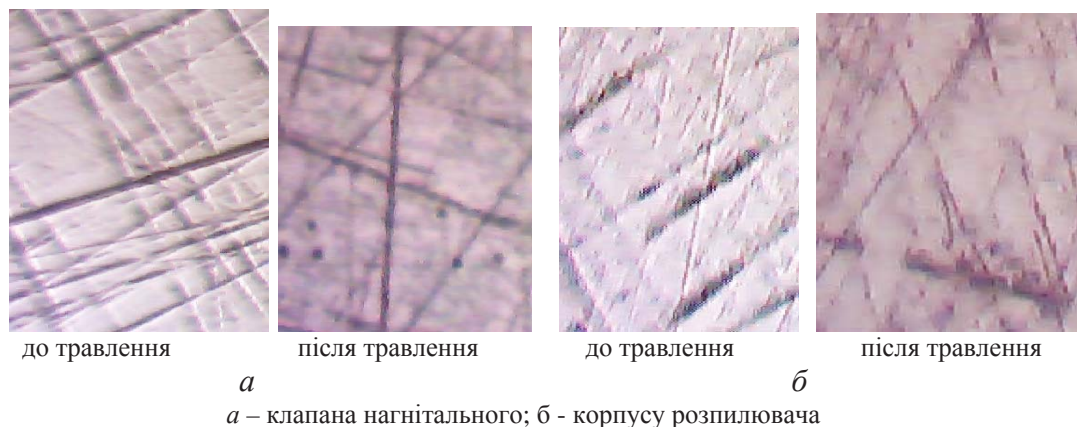 до травлення після травлення до травлення після травлення
а б
а – клапана нагнітального; б - корпусу розпилювача